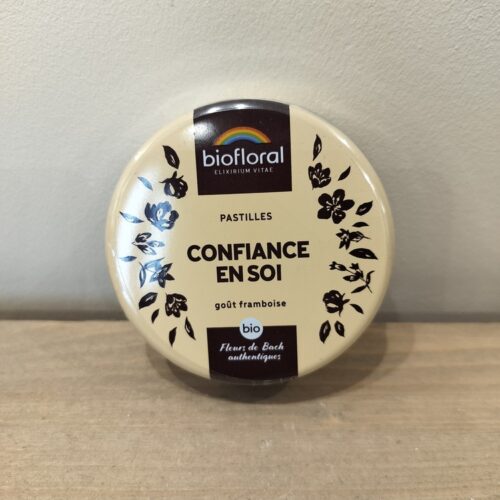 biofloral
ELIXIRIUM VITAE
PASTILLES
CONFIANCE
EN SOI
goût framboise
bio
Fleurs de Bach
authentiques